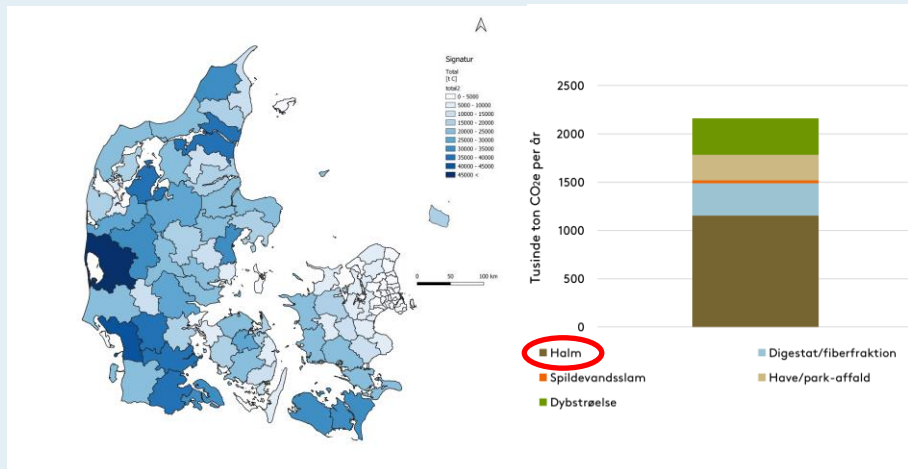 Signatur
Total
[t C]
total2
0 - 5000
5000 - 10000
10000 - 15000
15000 - 20000
20000 - 25000
25000 - 30000
30000 - 35000
35000 - 40000
40000 - 45000
45000 <
0 50 100 km
Tusinde ton CO2e per år
2500
2000
1500
1000
500
0
Halm
Digestat/fiberfraktion
Spildevandsslam
Have/park-affald
Dybstrøelse